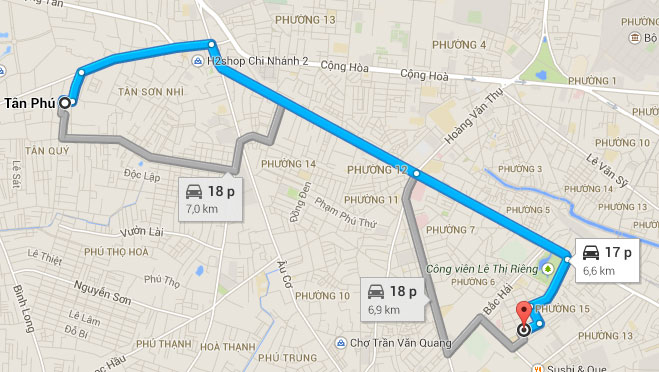 PHƯỜNG 13
PHƯỜNG 4
Bộ
H2shop Chi Nhánh 2
Cộng Hòa
Cộng Hoà
PHƯỜNG 1
TÂN SƠN NHÌ
Tân Phú
Hoàng Văn Thụ
PHƯỜNG 10
TÂN QUÝ
Lê Sát
Độc Lập
PHƯỜNG 14
PHƯỜNG 12
PHƯỜNG 3
Lê Văn Sỹ
18 p
7,0 km
Đồng Đen
Phạm Phú Thứ
PHƯỜNG 11
PHƯỜNG 5
Vườn Lài
PHƯỜNG 7
PHÚ THỌ HOÀ
Lê Thiệt
Âu Cơ
17 p
6,6 km
Công viên Lê Thị Riêng
Phú Thọ
Nguyễn Sơn
Bình Long
PHƯỜNG 10
18 p
6,9 km
PHƯỜNG 6
Bắc Hải
PHƯỜNG 15
Lê Lâm
Đỗ Bí
HOA THẠNH
PHÚ THẠNH
Chợ Trần Văn Quang
PHƯỜNG 13
PHÚ TRUNG
Sushi & Que